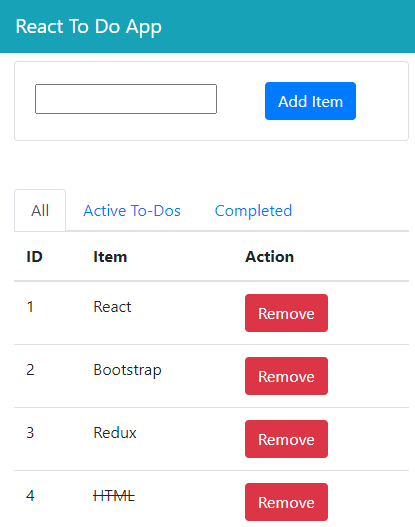 React To Do App
Add Item
All Active To-Dos Completed
ID Item Action
1 React Remove
2 Bootstrap Remove
3 Redux Remove
4 HTML Remove